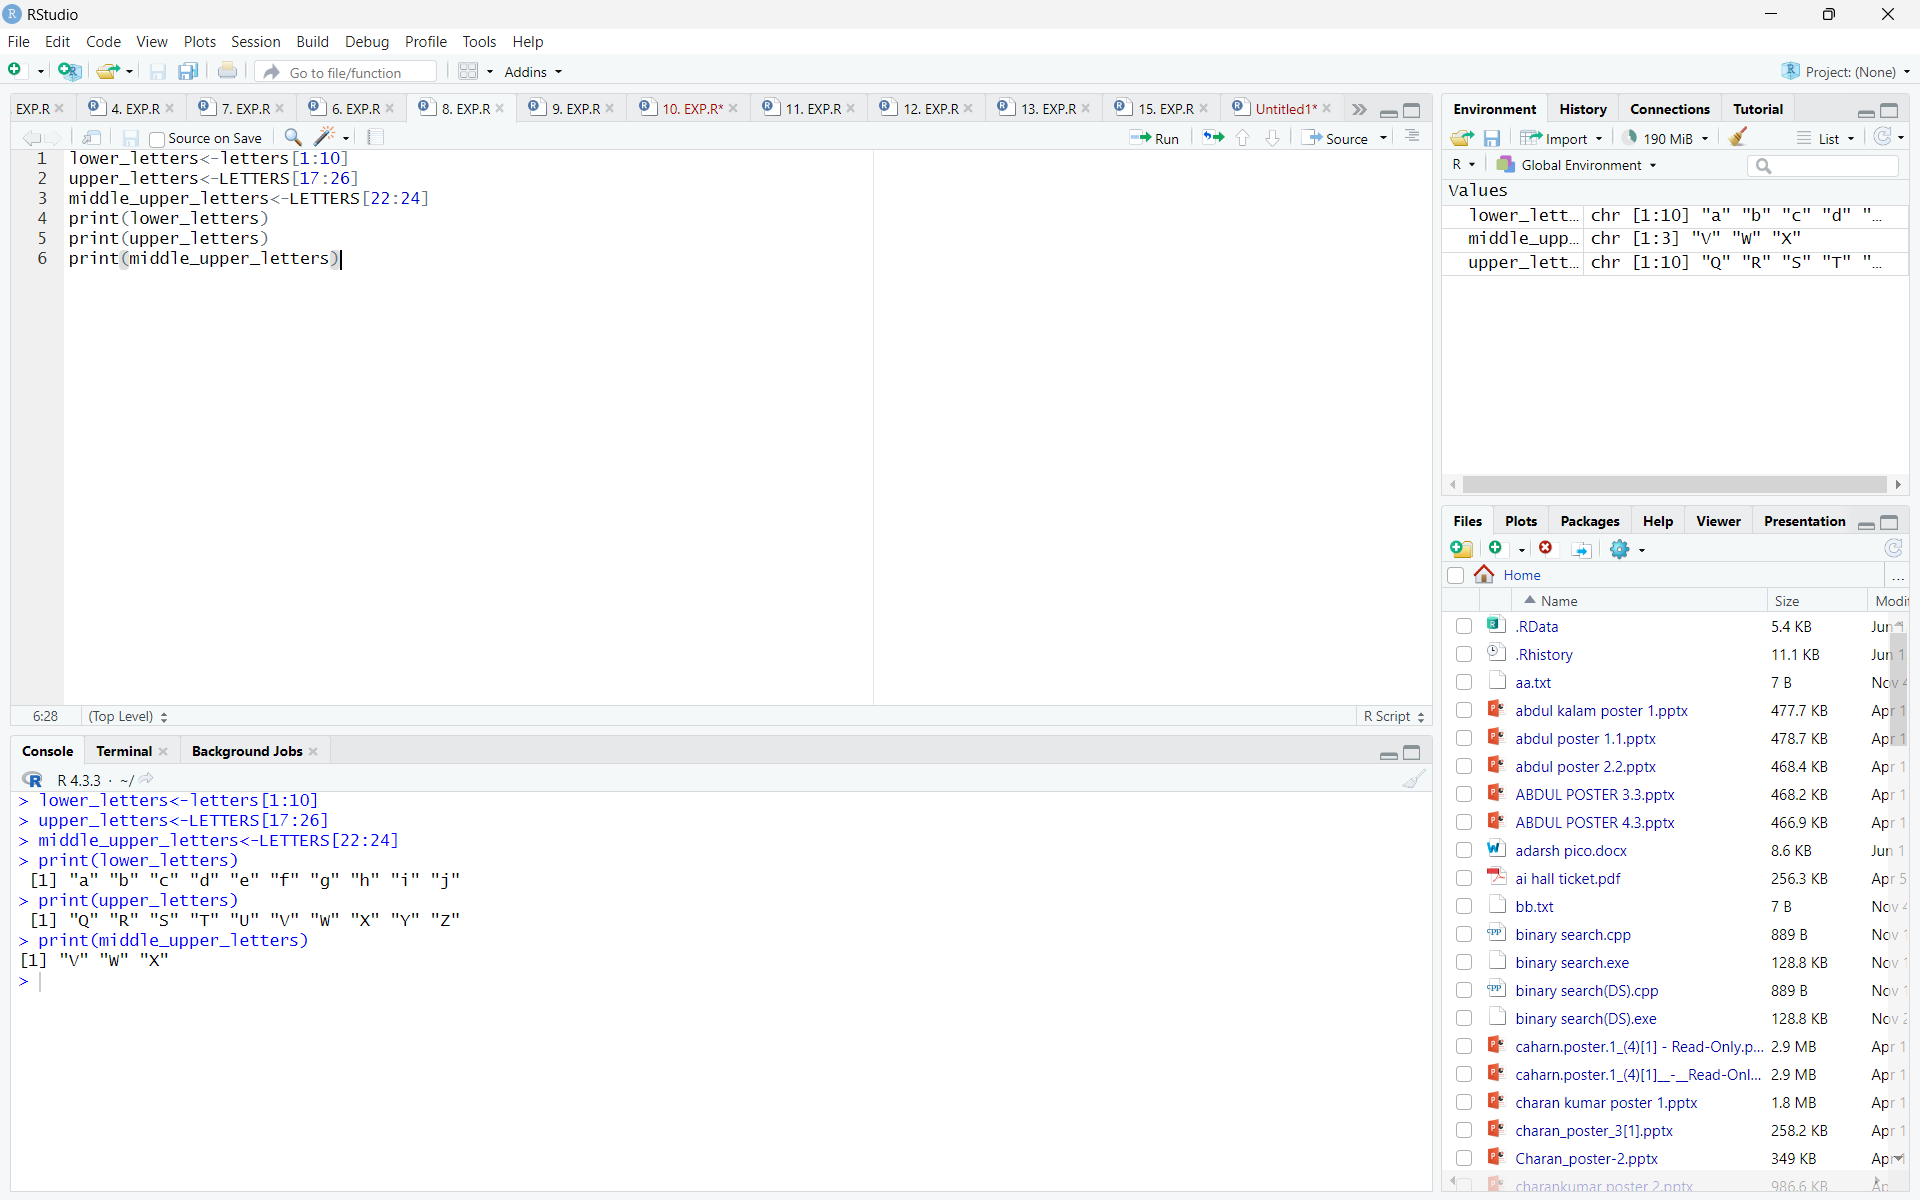 RStudio
File Edit Code View Plots Session Build Debug Profile Tools Help
Go to file/function Addins Project: (None)
EXP.R 4. EXP.R 7. EXP.R 6. EXP.R 8. EXP.R 9. EXP.R 10. EXP.R* 11. EXP.R 12. EXP.R 13. EXP.R 15. EXP.R Untitled1*
Source on Save Run Source
1 lower_letters<-letters[1:10]
2 upper_letters<-LETTERS[17:26]
3 middle_upper_letters<-LETTERS[22:24]
4 print(lower_letters)
5 print(upper_letters)
6 print(middle_upper_letters)
6:28 (Top Level) R Script
Console Terminal Background Jobs
R 4.3.3 · ~/
> lower_letters<-letters[1:10]
> upper_letters<-LETTERS[17:26]
> middle_upper_letters<-LETTERS[22:24]
> print(lower_letters)
[1] "a" "b" "c" "d" "e" "f" "g" "h" "i" "j"
> print(upper_letters)
[1] "Q" "R" "S" "T" "U" "V" "W" "X" "Y" "Z"
> print(middle_upper_letters)
[1] "V" "W" "X"
>
Environment History Connections Tutorial
Import 190 MiB List
R Global Environment
Values
lower_lett… chr [1:10] "a" "b" "c" "d" "…
middle_upp… chr [1:3] "V" "W" "X"
upper_lett… chr [1:10] "Q" "R" "S" "T" "…
Files Plots Packages Help Viewer Presentation
Home ...
Name Size Modif
.RData 5.4 KB Jun 1
.Rhistory 11.1 KB Jun 1
aa.txt 7 B Nov 4
abdul kalam poster 1.pptx 477.7 KB Apr 1
abdul poster 1.1.pptx 478.7 KB Apr 1
abdul poster 2.2.pptx 468.4 KB Apr 1
ABDUL POSTER 3.3.pptx 468.2 KB Apr 1
ABDUL POSTER 4.3.pptx 466.9 KB Apr 1
adarsh pico.docx 8.6 KB Jun 1
ai hall ticket.pdf 256.3 KB Apr 5
bb.txt 7 B Nov 4
binary search.cpp 889 B Nov 1
binary search.exe 128.8 KB Nov 1
binary search(DS).cpp 889 B Nov 1
binary search(DS).exe 128.8 KB Nov 2
caharn.poster.1_(4)[1] - Read-Only.p... 2.9 MB Apr 1
caharn.poster.1_(4)[1]__-__Read-Onl... 2.9 MB Apr 1
charan kumar poster 1.pptx 1.8 MB Apr 1
charan_poster_3[1].pptx 258.2 KB Apr 1
Charan_poster-2.pptx 349 KB Apr 1
charankumar poster 2.pptx 986.6 KB Apr